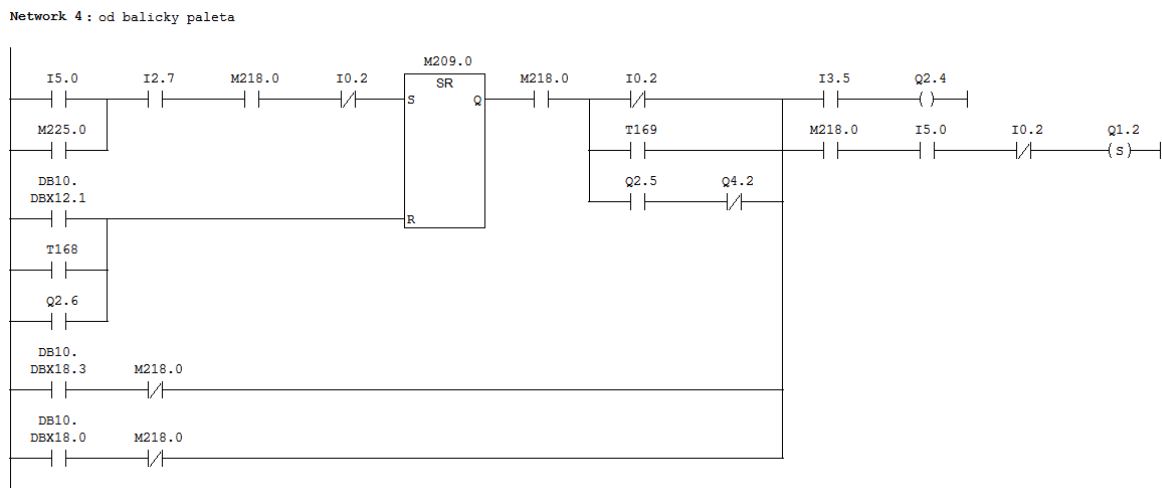 Network 4 : od balicky paleta
M209.0
I5.0 I2.7 M218.0 I0.2 SR M218.0 I0.2 I3.5 Q2.4
S Q ( )
M225.0 T169 M218.0 I5.0 I0.2 Q1.2
(S)
DB10. Q2.5 Q4.2
DBX12.1
R
T168
Q2.6
DB10.
DBX18.3 M218.0
DB10.
DBX18.0 M218.0